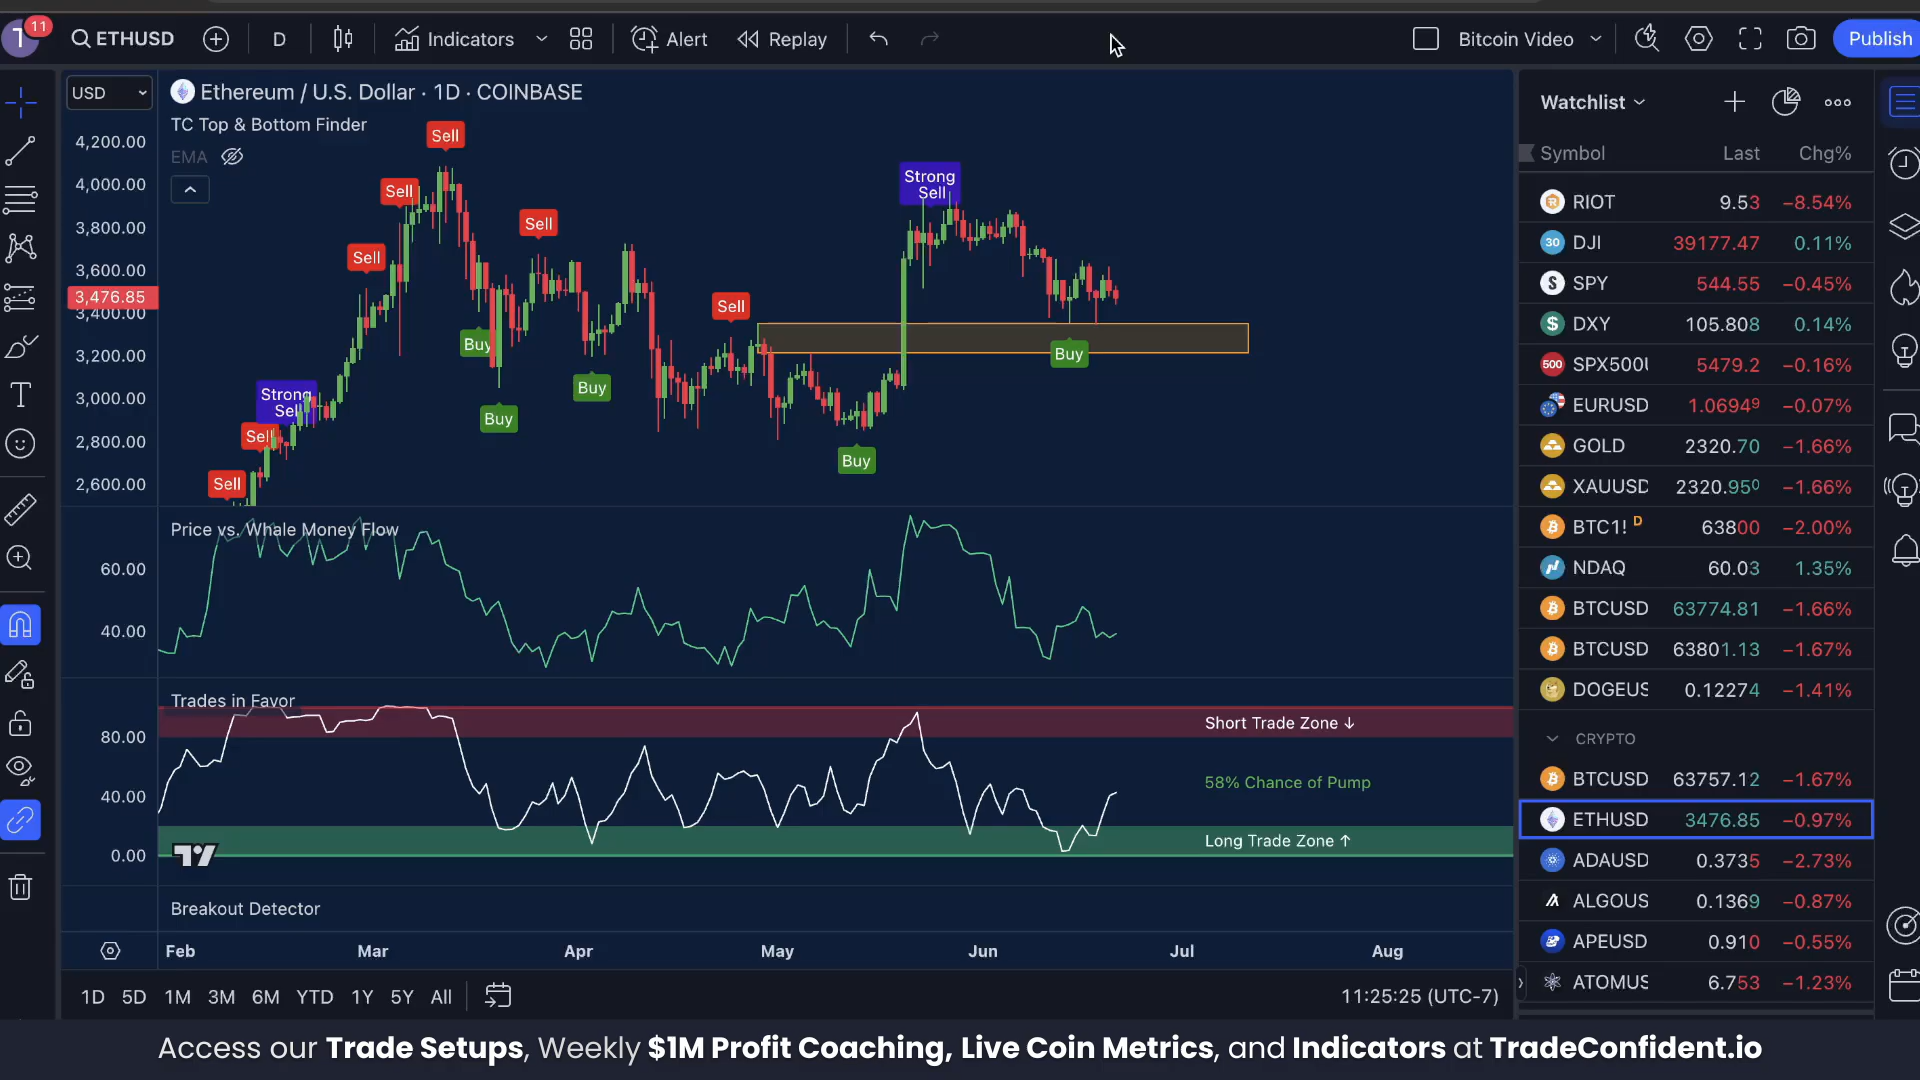 T
11
ETHUSD
D
Indicators
Alert
Replay
Bitcoin Video
Publish
USD
Ethereum / U.S. Dollar · 1D · COINBASE
TC Top & Bottom Finder
EMA
4,200.00
4,000.00
3,800.00
3,600.00
3,476.85
3,400.00
3,200.00
3,000.00
2,800.00
2,600.00
Sell
Sell
Sell
Sell
Strong
Sell
Sell
Buy
Buy
Buy
Buy
Buy
Strong
Sell
Sell
Sell
Price vs. Whale Money Flow
60.00
40.00
Trades in Favor
80.00
40.00
0.00
Short Trade Zone ↓
58% Chance of Pump
Long Trade Zone ↑
Breakout Detector
Feb Mar Apr May Jun Jul Aug
1D 5D 1M 3M 6M YTD 1Y 5Y All
11:25:25 (UTC-7)
Watchlist
Symbol Last Chg%
RIOT 9.53 −8.54%
30 DJI 39177.47 0.11%
SPY 544.55 −0.45%
DXY 105.808 0.14%
500 SPX500U 5479.2 −0.16%
EURUSD 1.06949 −0.07%
GOLD 2320.70 −1.66%
XAUUSD 2320.950 −1.66%
BTC1! D 63800 −2.00%
NDAQ 60.03 1.35%
BTCUSD 63774.81 −1.66%
BTCUSD 63801.13 −1.67%
DOGEUS 0.12274 −1.41%
CRYPTO
BTCUSD 63757.12 −1.67%
ETHUSD 3476.85 −0.97%
ADAUSD 0.3735 −2.73%
ALGOUS 0.1369 −0.87%
APEUSD 0.910 −0.55%
ATOMUS 6.753 −1.23%
Access our Trade Setups, Weekly $1M Profit Coaching, Live Coin Metrics, and Indicators at TradeConfident.io